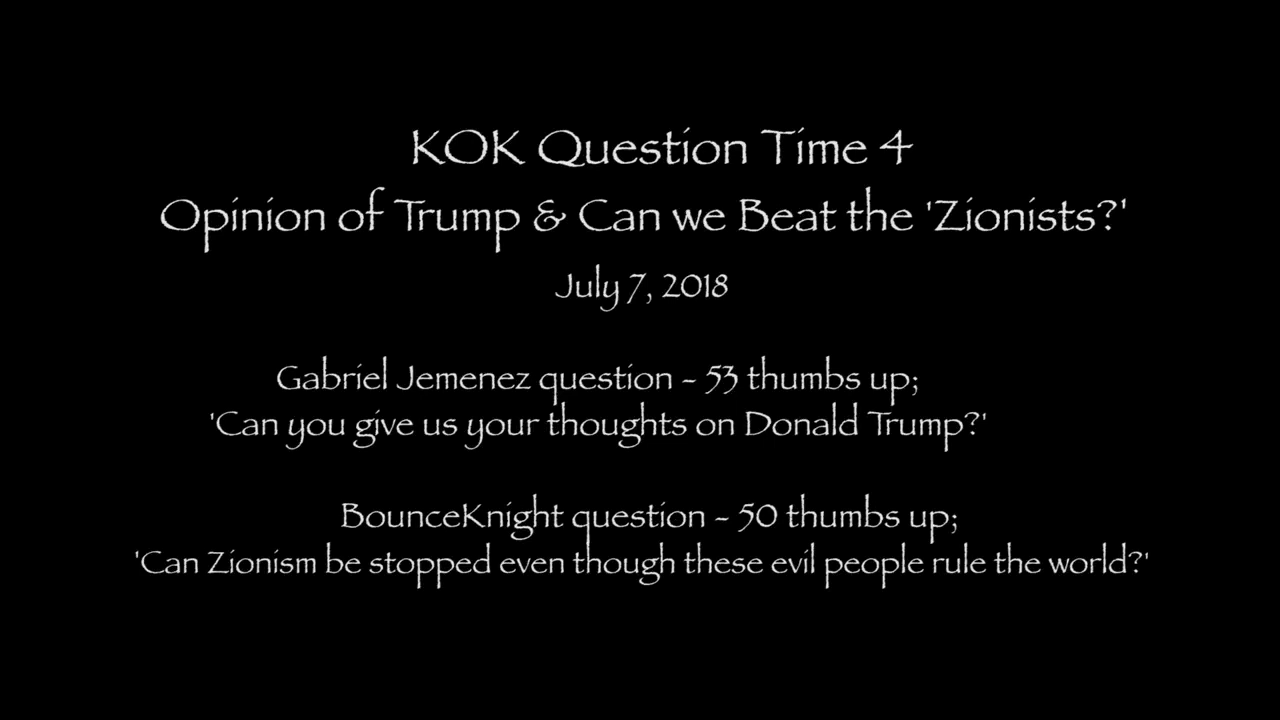 KOK Question Time 4
Opinion of Trump & Can we Beat the 'Zionists?'
July 7, 2018
Gabriel Jemenez question - 53 thumbs up;
'Can you give us your thoughts on Donald Trump?'
BounceKnight question - 50 thumbs up;
'Can Zionism be stopped even though these evil people rule the world?'